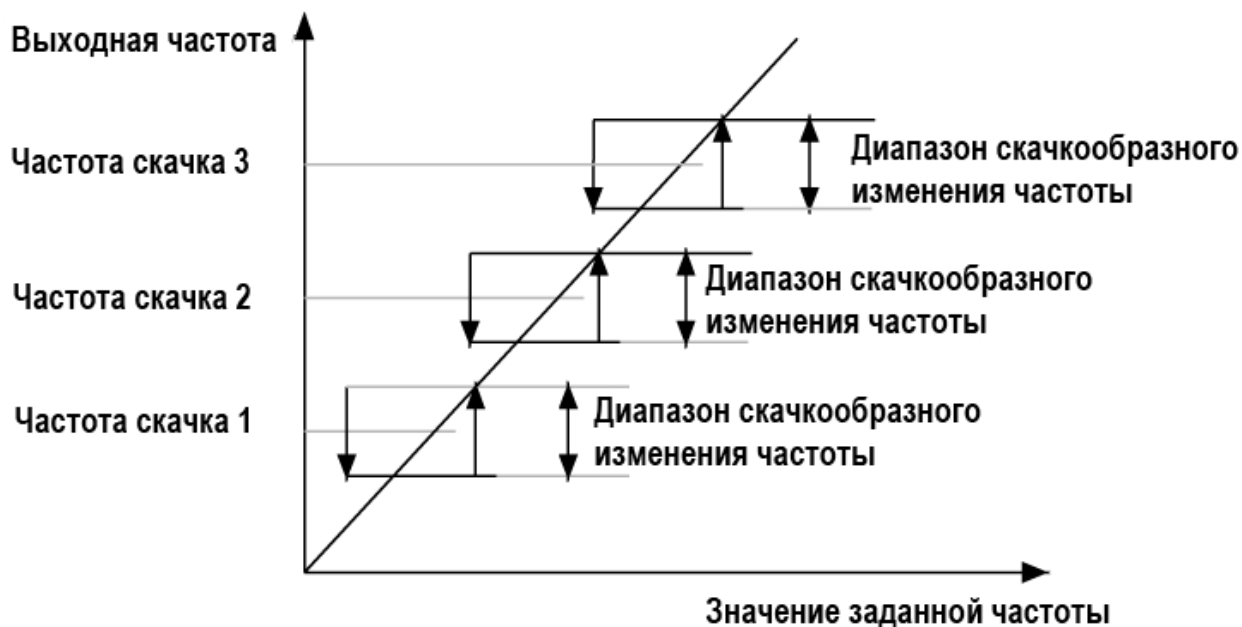 Выходная частота
Частота скачка 3
Диапазон скачкообразного
изменения частоты
Частота скачка 2
Диапазон скачкообразного
изменения частоты
Частота скачка 1
Диапазон скачкообразного
изменения частоты
Значение заданной частоты